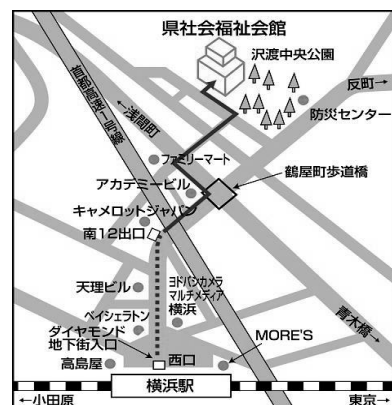 県社会福祉会館
沢渡中央公園
反町→
防災センター
首都高速1号線
←浅間町
ファミリーマート
鶴屋町歩道橋
アカデミービル
キャメロットジャパン
南12出口
天理ビル
ヨドバシカメラ
マルチメディア
横浜
ベイシェラトン
ダイヤモンド
地下街入口
MORE'S
青木橋→
高島屋
西口
横浜駅
←小田原
東京→